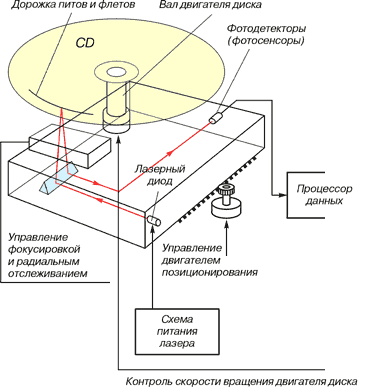 Дорожка питов и флетов
Вал двигателя диска
CD
Фотодетекторы
(фотосенсоры)
Лазерный
диод
Процессор
данных
Управление
фокусировкой
и радиальным
отслеживанием
Управление
двигателем
позиционирования
Схема
питания
лазера
Контроль скорости вращения двигателя диска